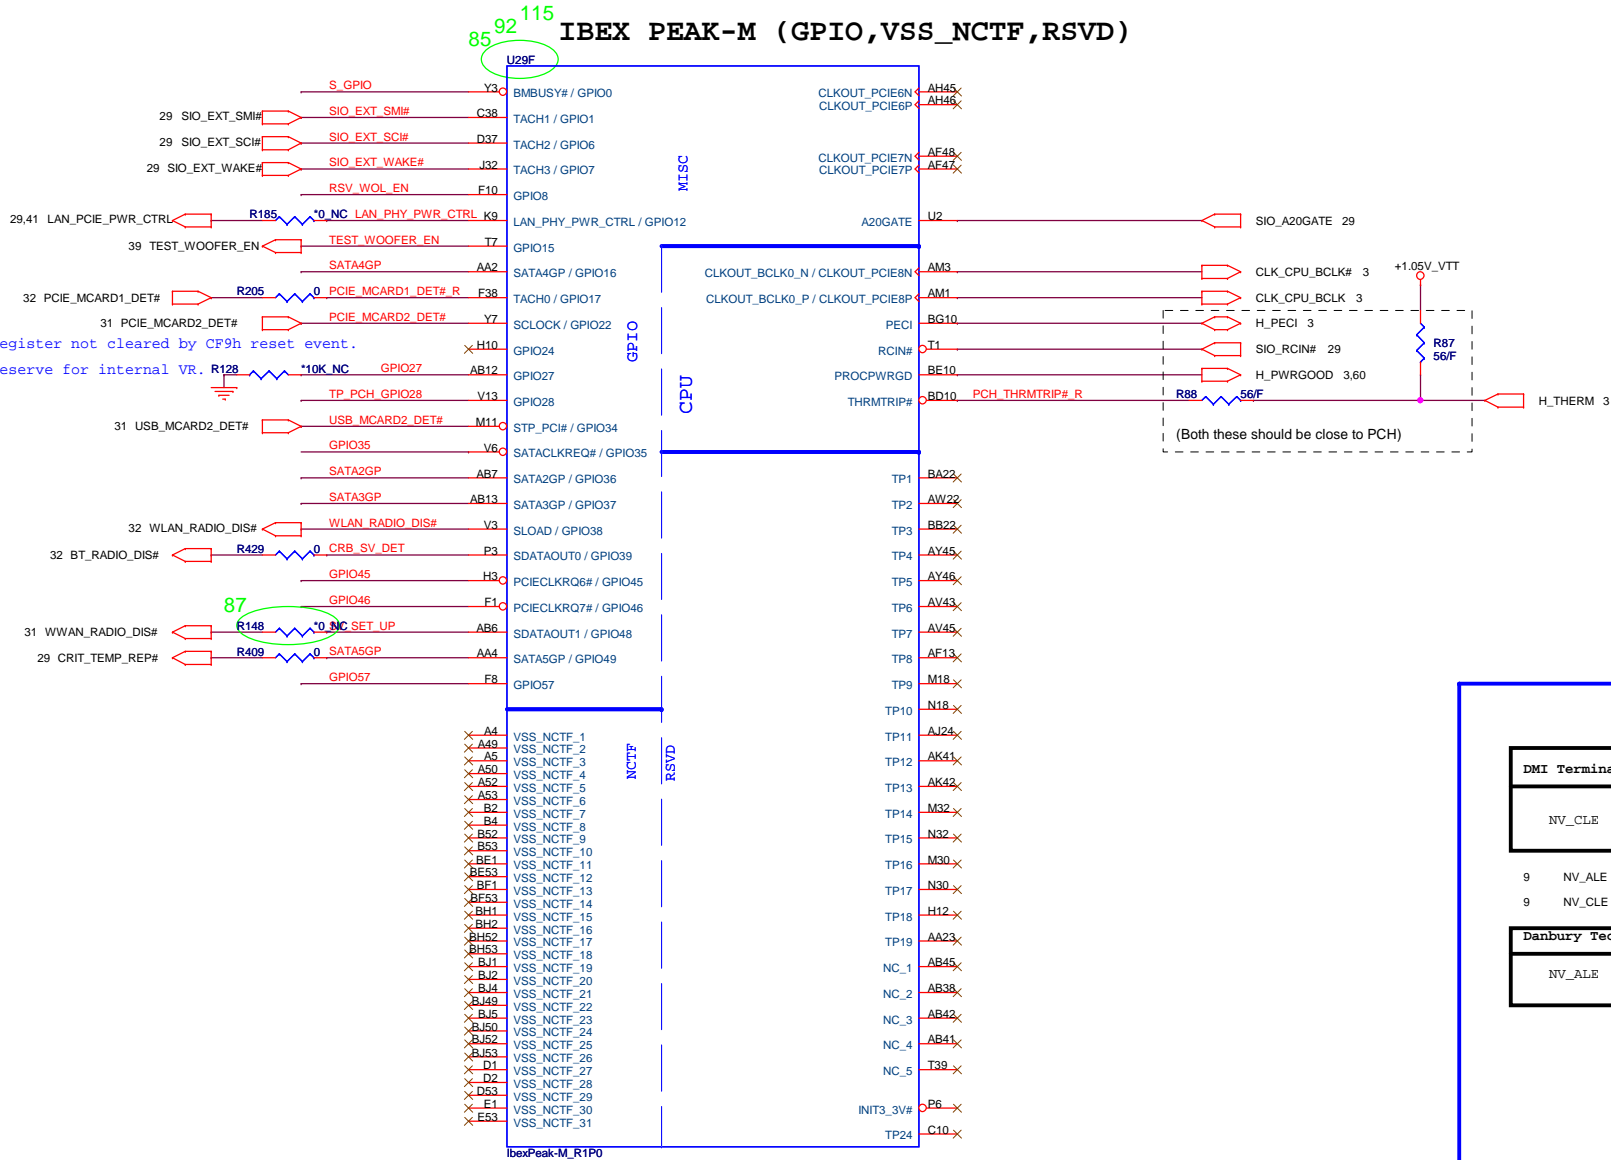 115
92
85
IBEX PEAK-M (GPIO,VSS_NCTF,RSVD)
U29F
S_GPIO Y3 BMBUSY# / GPIO0
29 SIO_EXT_SMI# SIO_EXT_SMI# C38 TACH1 / GPIO1
29 SIO_EXT_SCI# SIO_EXT_SCI# D37 TACH2 / GPIO6
29 SIO_EXT_WAKE# SIO_EXT_WAKE# J32 TACH3 / GPIO7
RSV_WOL_EN F10 GPIO8
29,41 LAN_PCIE_PWR_CTRL R185 *0_NC LAN_PHY_PWR_CTRL K9 LAN_PHY_PWR_CTRL / GPIO12
39 TEST_WOOFER_EN TEST_WOOFER_EN T7 GPIO15
SATA4GP AA2 SATA4GP / GPIO16
32 PCIE_MCARD1_DET# R205 0 PCIE_MCARD1_DET#_R F38 TACH0 / GPIO17
31 PCIE_MCARD2_DET# PCIE_MCARD2_DET# Y7 SCLOCK / GPIO22
egister not cleared by CF9h reset event.
H10 GPIO24
eserve for internal VR. R128 *10K_NC GPIO27 AB12 GPIO27
TP_PCH_GPIO28 V13 GPIO28
31 USB_MCARD2_DET# USB_MCARD2_DET# M11 STP_PCI# / GPIO34
GPIO35 V6 SATACLKREQ# / GPIO35
SATA2GP AB7 SATA2GP / GPIO36
SATA3GP AB13 SATA3GP / GPIO37
32 WLAN_RADIO_DIS# WLAN_RADIO_DIS# V3 SLOAD / GPIO38
32 BT_RADIO_DIS# R429 0 CRB_SV_DET P3 SDATAOUT0 / GPIO39
GPIO45 H3 PCIECLKRQ6# / GPIO45
87
GPIO46 F1 PCIECLKRQ7# / GPIO46
31 WWAN_RADIO_DIS# R148 *0_NC SET_UP AB6 SDATAOUT1 / GPIO48
29 CRIT_TEMP_REP# R409 0 SATA5GP AA4 SATA5GP / GPIO49
GPIO57 F8 GPIO57
A4 VSS_NCTF_1
A49 VSS_NCTF_2
A5 VSS_NCTF_3
A50 VSS_NCTF_4
A52 VSS_NCTF_5
A53 VSS_NCTF_6
B2 VSS_NCTF_7
B4 VSS_NCTF_8
B52 VSS_NCTF_9
B53 VSS_NCTF_10
BE1 VSS_NCTF_11
BE53 VSS_NCTF_12
BF1 VSS_NCTF_13
BF53 VSS_NCTF_14
BH1 VSS_NCTF_15
BH2 VSS_NCTF_16
BH52 VSS_NCTF_17
BH53 VSS_NCTF_18
BJ1 VSS_NCTF_19
BJ2 VSS_NCTF_20
BJ4 VSS_NCTF_21
BJ49 VSS_NCTF_22
BJ5 VSS_NCTF_23
BJ50 VSS_NCTF_24
BJ52 VSS_NCTF_25
BJ53 VSS_NCTF_26
D1 VSS_NCTF_27
D2 VSS_NCTF_28
D53 VSS_NCTF_29
E1 VSS_NCTF_30
E53 VSS_NCTF_31
IbexPeak-M_R1P0
MISC
GPIO
CPU
NCTF
RSVD
CLKOUT_PCIE6N AH45
CLKOUT_PCIE6P AH46
CLKOUT_PCIE7N AF48
CLKOUT_PCIE7P AF47
A20GATE U2 SIO_A20GATE 29
CLKOUT_BCLK0_N / CLKOUT_PCIE8N AM3 CLK_CPU_BCLK# 3
CLKOUT_BCLK0_P / CLKOUT_PCIE8P AM1 CLK_CPU_BCLK 3
+1.05V_VTT
PECI BG10 H_PECI 3
RCIN# T1 SIO_RCIN# 29
R87
56/F
PROCPWRGD BE10 H_PWRGOOD 3,60
THRMTRIP# BD10 PCH_THRMTRIP#_R R88 56/F H_THERM 3
(Both these should be close to PCH)
TP1 BA22
TP2 AW22
TP3 BB22
TP4 AY45
TP5 AY46
TP6 AV43
TP7 AV45
TP8 AF13
TP9 M18
TP10 N18
TP11 AJ24
TP12 AK41
TP13 AK42
TP14 M32
TP15 N32
TP16 M30
TP17 N30
TP18 H12
TP19 AA23
NC_1 AB45
NC_2 AB38
NC_3 AB42
NC_4 AB41
NC_5 T39
INIT3_3V# P6
TP24 C10
DMI Termina
NV_CLE
9 NV_ALE
9 NV_CLE
Danbury Tec
NV_ALE